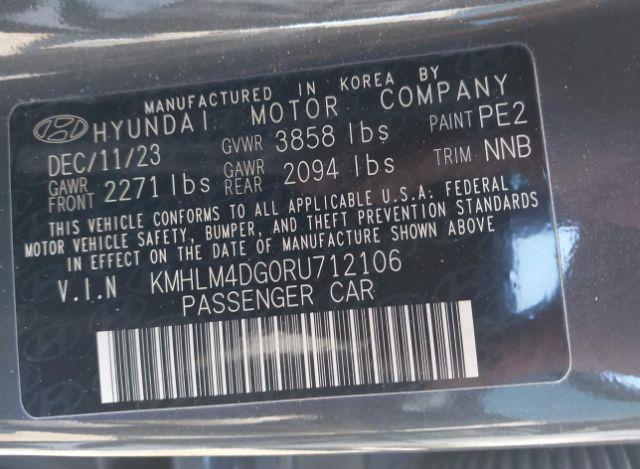 MANUFACTURED IN KOREA BY
HYUNDAI MOTOR COMPANY
DEC/11/23 GVWR 3858 lbs PAINT PE2
GAWR FRONT 2271 lbs GAWR REAR 2094 lbs TRIM NNB
THIS VEHICLE CONFORMS TO ALL APPLICABLE U.S.A. FEDERAL
MOTOR VEHICLE SAFETY, BUMPER, AND THEFT PREVENTION STANDARDS
IN EFFECT ON THE DATE OF MANUFACTURE SHOWN ABOVE
V.I.N KMHLM4DG0RU712106
PASSENGER CAR